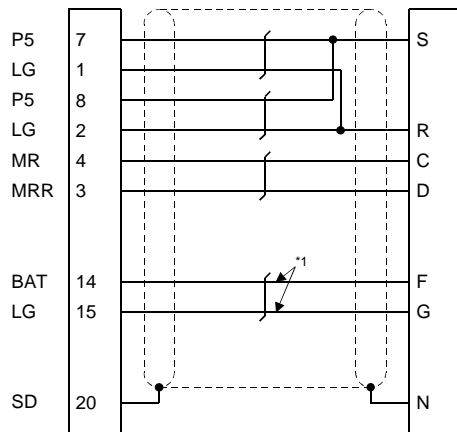 P5 7 S
LG 1
P5 8
LG 2 R
MR 4 C
MRR 3 D
*1
BAT 14 F
LG 15 G
SD 20 N